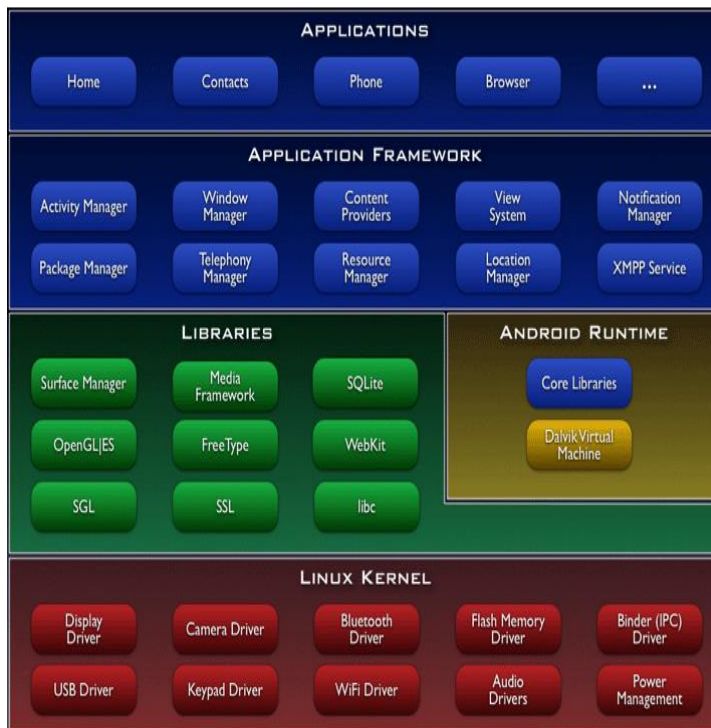 APPLICATIONS
Home
Contacts
Phone
Browser
...
APPLICATION FRAMEWORK
Activity Manager
Window
Manager
Content
Providers
View
System
Notification
Manager
Package Manager
Telephony
Manager
Resource
Manager
Location
Manager
XMPP Service
LIBRARIES
Surface Manager
Media
Framework
SQLite
OpenGL|ES
FreeType
WebKit
SGL
SSL
libc
ANDROID RUNTIME
Core Libraries
Dalvik Virtual
Machine
LINUX KERNEL
Display
Driver
Camera Driver
Bluetooth
Driver
Flash Memory
Driver
Binder (IPC)
Driver
USB Driver
Keypad Driver
WiFi Driver
Audio
Drivers
Power
Management